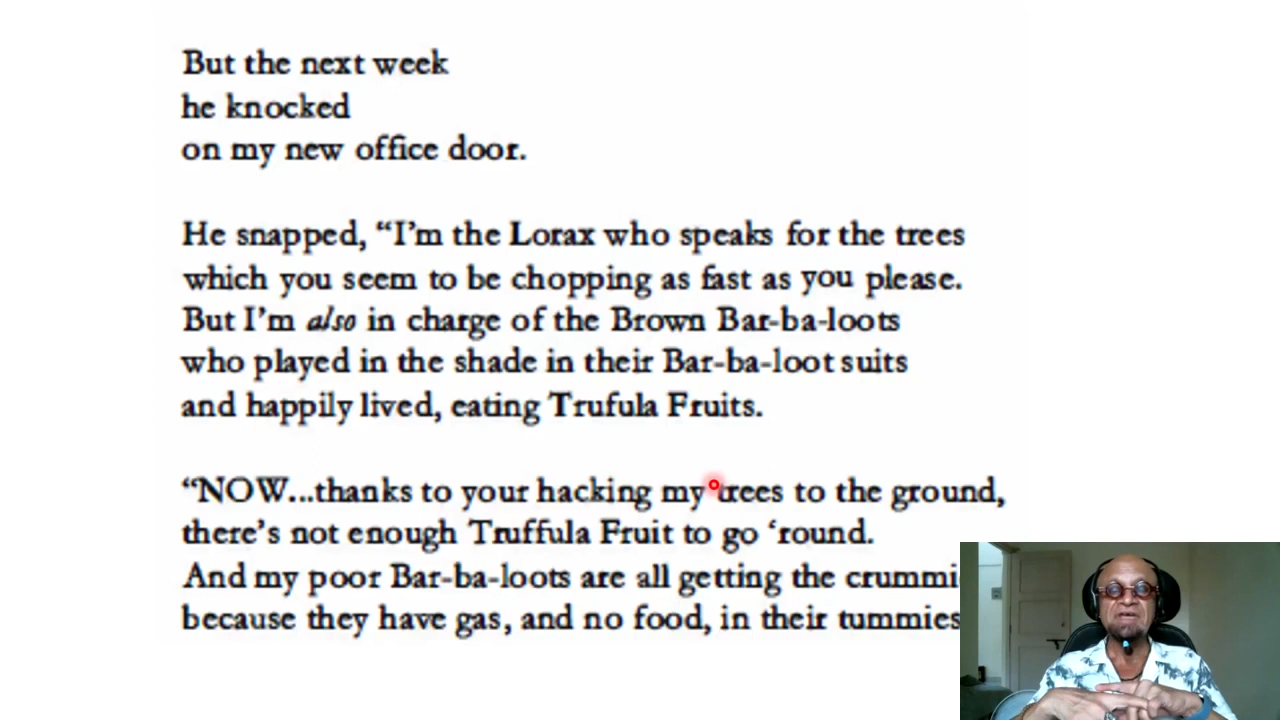 But the next week
he knocked
on my new office door.
He snapped, “I’m the Lorax who speaks for the trees
which you seem to be chopping as fast as you please.
But I’m also in charge of the Brown Bar-ba-loots
who played in the shade in their Bar-ba-loot suits
and happily lived, eating Trufula Fruits.
“NOW...thanks to your hacking my trees to the ground,
there’s not enough Truffula Fruit to go ‘round.
And my poor Bar-ba-loots are all getting the crummi
because they have gas, and no food, in their tummies